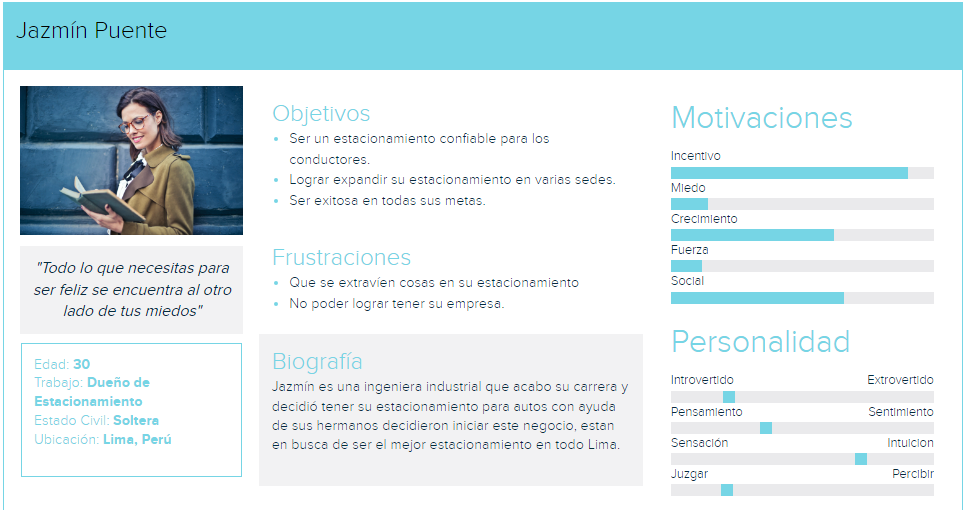 Jazmín Puente
"Todo lo que necesitas para
ser feliz se encuentra al otro
lado de tus miedos"
Edad: 30
Trabajo: Dueño de
Estacionamiento
Estado Civil: Soltera
Ubicación: Lima, Perú
Objetivos
Ser un estacionamiento confiable para los
conductores.
Lograr expandir su estacionamiento en varias sedes.
Ser exitosa en todas sus metas.
Frustraciones
Que se extravíen cosas en su estacionamiento
No poder lograr tener su empresa.
Biografía
Jazmín es una ingeniera industrial que acabo su carrera y
decidió tener su estacionamiento para autos con ayuda
de sus hermanos decidieron iniciar este negocio, estan
en busca de ser el mejor estacionamiento en todo Lima.
Motivaciones
Incentivo
Miedo
Crecimiento
Fuerza
Social
Personalidad
Introvertido Extrovertido
Pensamiento Sentimiento
Sensación Intuicion
Juzgar Percibir